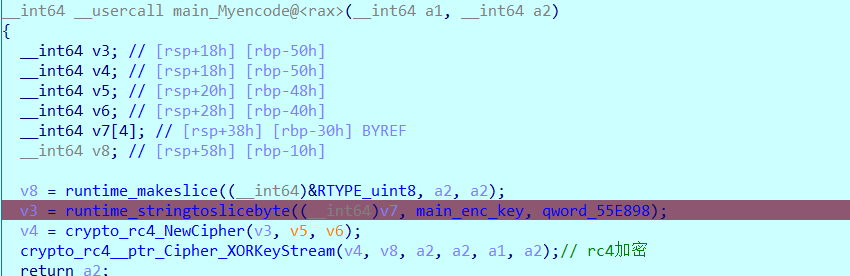 __int64 __usercall main_Myencode@<rax>(__int64 a1, __int64 a2)
{
__int64 v3; // [rsp+18h] [rbp-50h]
__int64 v4; // [rsp+18h] [rbp-50h]
__int64 v5; // [rsp+20h] [rbp-48h]
__int64 v6; // [rsp+28h] [rbp-40h]
__int64 v7[4]; // [rsp+38h] [rbp-30h] BYREF
__int64 v8; // [rsp+58h] [rbp-10h]
v8 = runtime_makeslice((__int64)&RTYPE_uint8, a2, a2);
v3 = runtime_stringtoslicebyte((__int64)v7, main_enc_key, qword_55E898);
v4 = crypto_rc4_NewCipher(v3, v5, v6);
crypto_rc4__ptr_Cipher_XORKeyStream(v4, v8, a2, a2, a1, a2);// rc4加密
return a2;